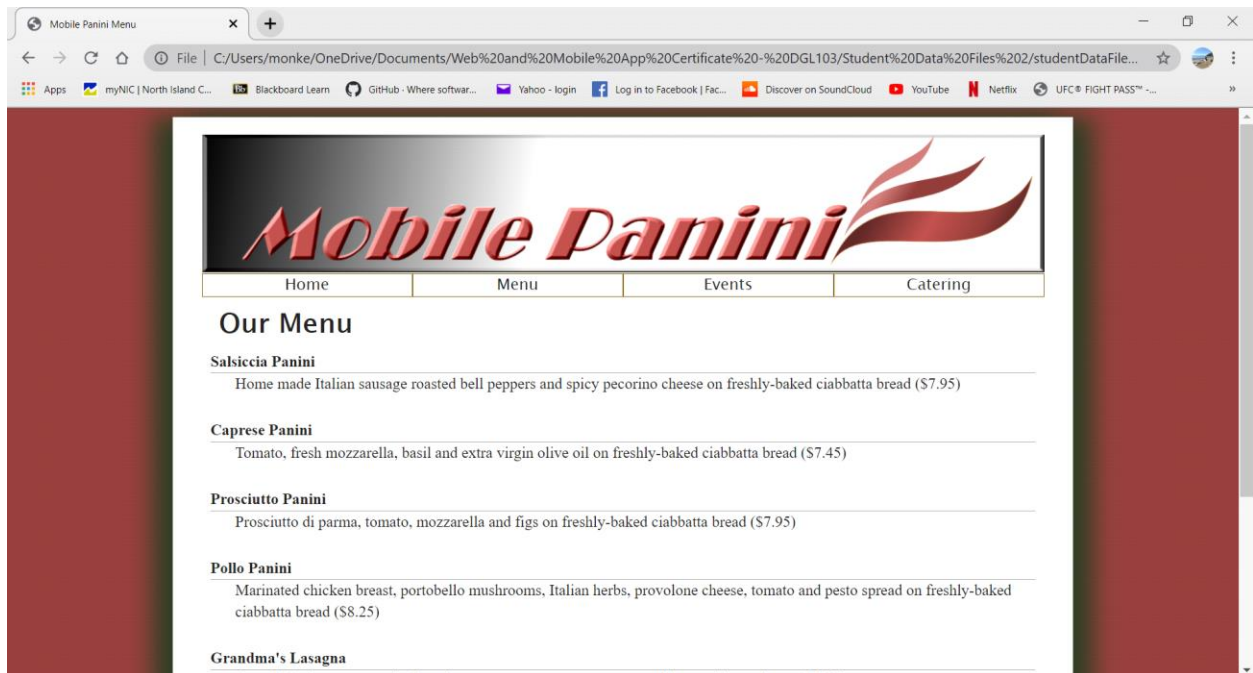 Mobile Panini Menu
File | C:/Users/monke/OneDrive/Documents/Web%20and%20Mobile%20App%20Certificate%20-%20DGL103/Student%20Data%20Files%202/studentDataFile...
Apps myNIC | North Island C... Blackboard Learn GitHub · Where softwar... Yahoo - login Log in to Facebook | Fac... Discover on SoundCloud YouTube Netflix UFC® FIGHT PASS™ -... »
Mobile Panini
Home Menu Events Catering
Our Menu
Salsiccia Panini
Home made Italian sausage roasted bell peppers and spicy pecorino cheese on freshly-baked ciabbatta bread ($7.95)
Caprese Panini
Tomato, fresh mozzarella, basil and extra virgin olive oil on freshly-baked ciabbatta bread ($7.45)
Prosciutto Panini
Prosciutto di parma, tomato, mozzarella and figs on freshly-baked ciabbatta bread ($7.95)
Pollo Panini
Marinated chicken breast, portobello mushrooms, Italian herbs, provolone cheese, tomato and pesto spread on freshly-baked
ciabbatta bread ($8.25)
Grandma's Lasagna